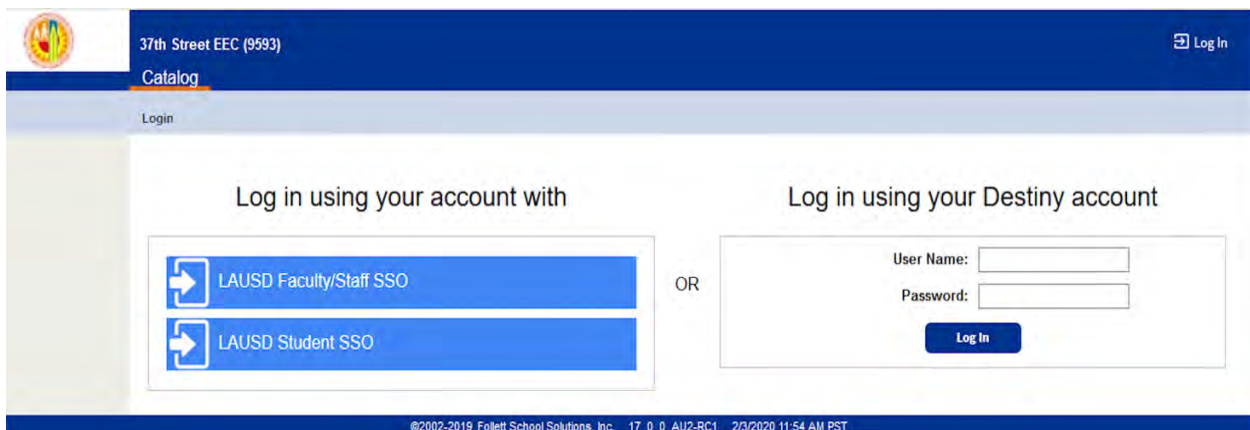 37th Street EEC (9593)
Log In
Catalog
Login
Log in using your account with
LAUSD Faculty/Staff SSO
LAUSD Student SSO
OR
Log in using your Destiny account
User Name:
Password:
Log In
©2002-2019 Follett School Solutions, Inc. 17_0_0_AU2-RC1 2/3/2020 11:54 AM PST